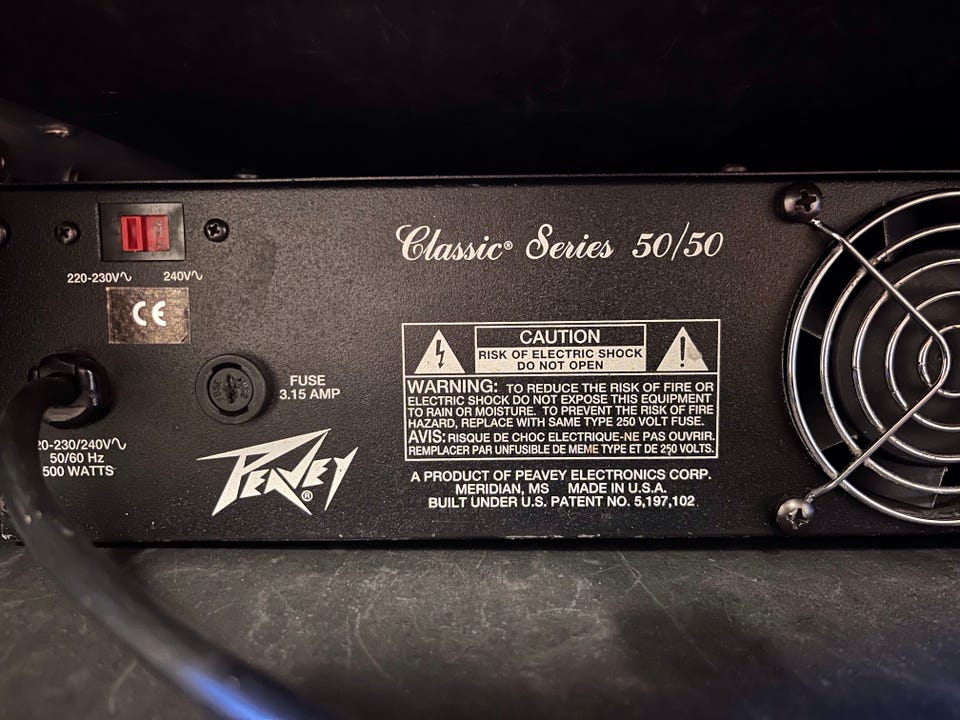 Classic® Series 50/50
220-230V∿ 240V∿
CE
CAUTION
RISK OF ELECTRIC SHOCK
DO NOT OPEN
FUSE
3.15 AMP
WARNING: TO REDUCE THE RISK OF FIRE OR
ELECTRIC SHOCK DO NOT EXPOSE THIS EQUIPMENT
TO RAIN OR MOISTURE. TO PREVENT THE RISK OF FIRE
HAZARD, REPLACE WITH SAME TYPE 250 VOLT FUSE.
AVIS: RISQUE DE CHOC ELECTRIQUE-NE PAS OUVRIR.
REMPLACER PAR UNFUSIBLE DE MEME TYPE ET DE 250 VOLTS.
20-230/240V∿
50/60 Hz
500 WATTS
PEAVEY®
A PRODUCT OF PEAVEY ELECTRONICS CORP.
MERIDIAN, MS MADE IN U.S.A.
BUILT UNDER U.S. PATENT NO. 5,197,102